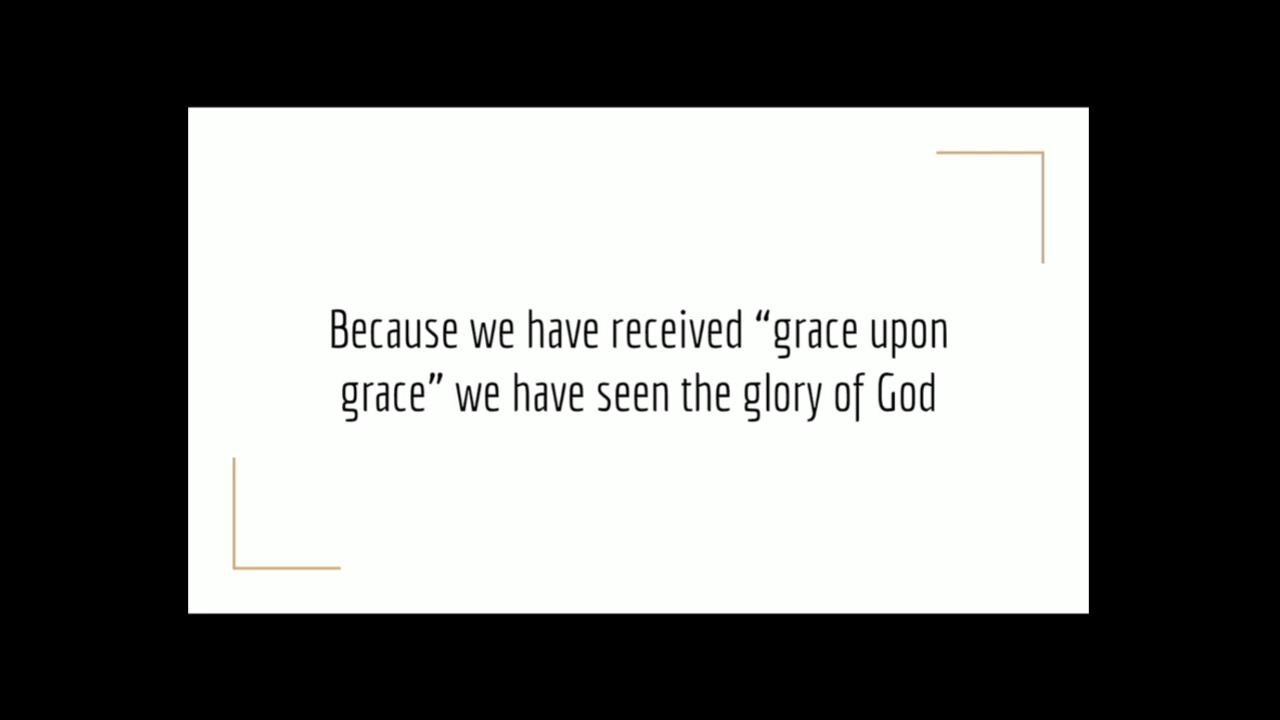 Because we have received “grace upon
grace” we have seen the glory of God